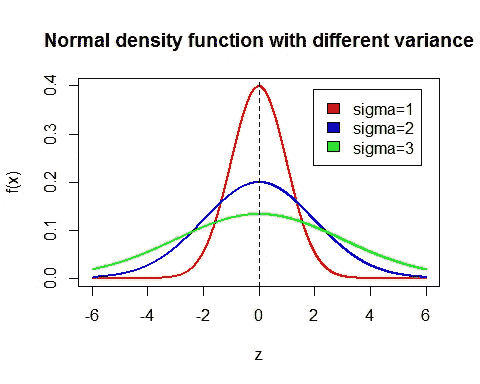 Normal density function with different variance
0.4
0.3
0.2
0.1
0.0
f(x)
sigma=1
sigma=2
sigma=3
-6 -4 -2 0 2 4 6
z